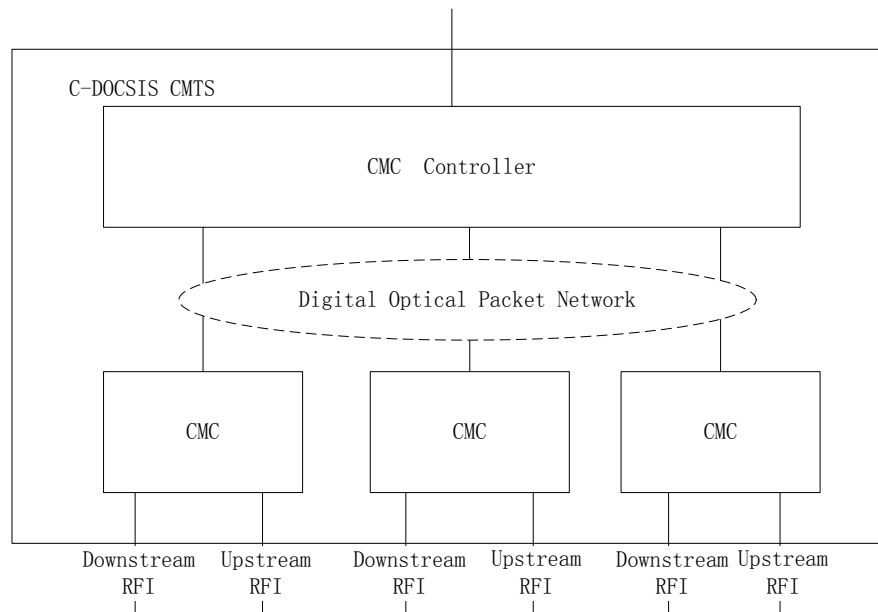 C-DOCSIS CMTS
CMC Controller
Digital Optical Packet Network
CMC
CMC
CMC
Downstream
RFI
Upstream
RFI
Downstream
RFI
Upstream
RFI
Downstream
RFI
Upstream
RFI